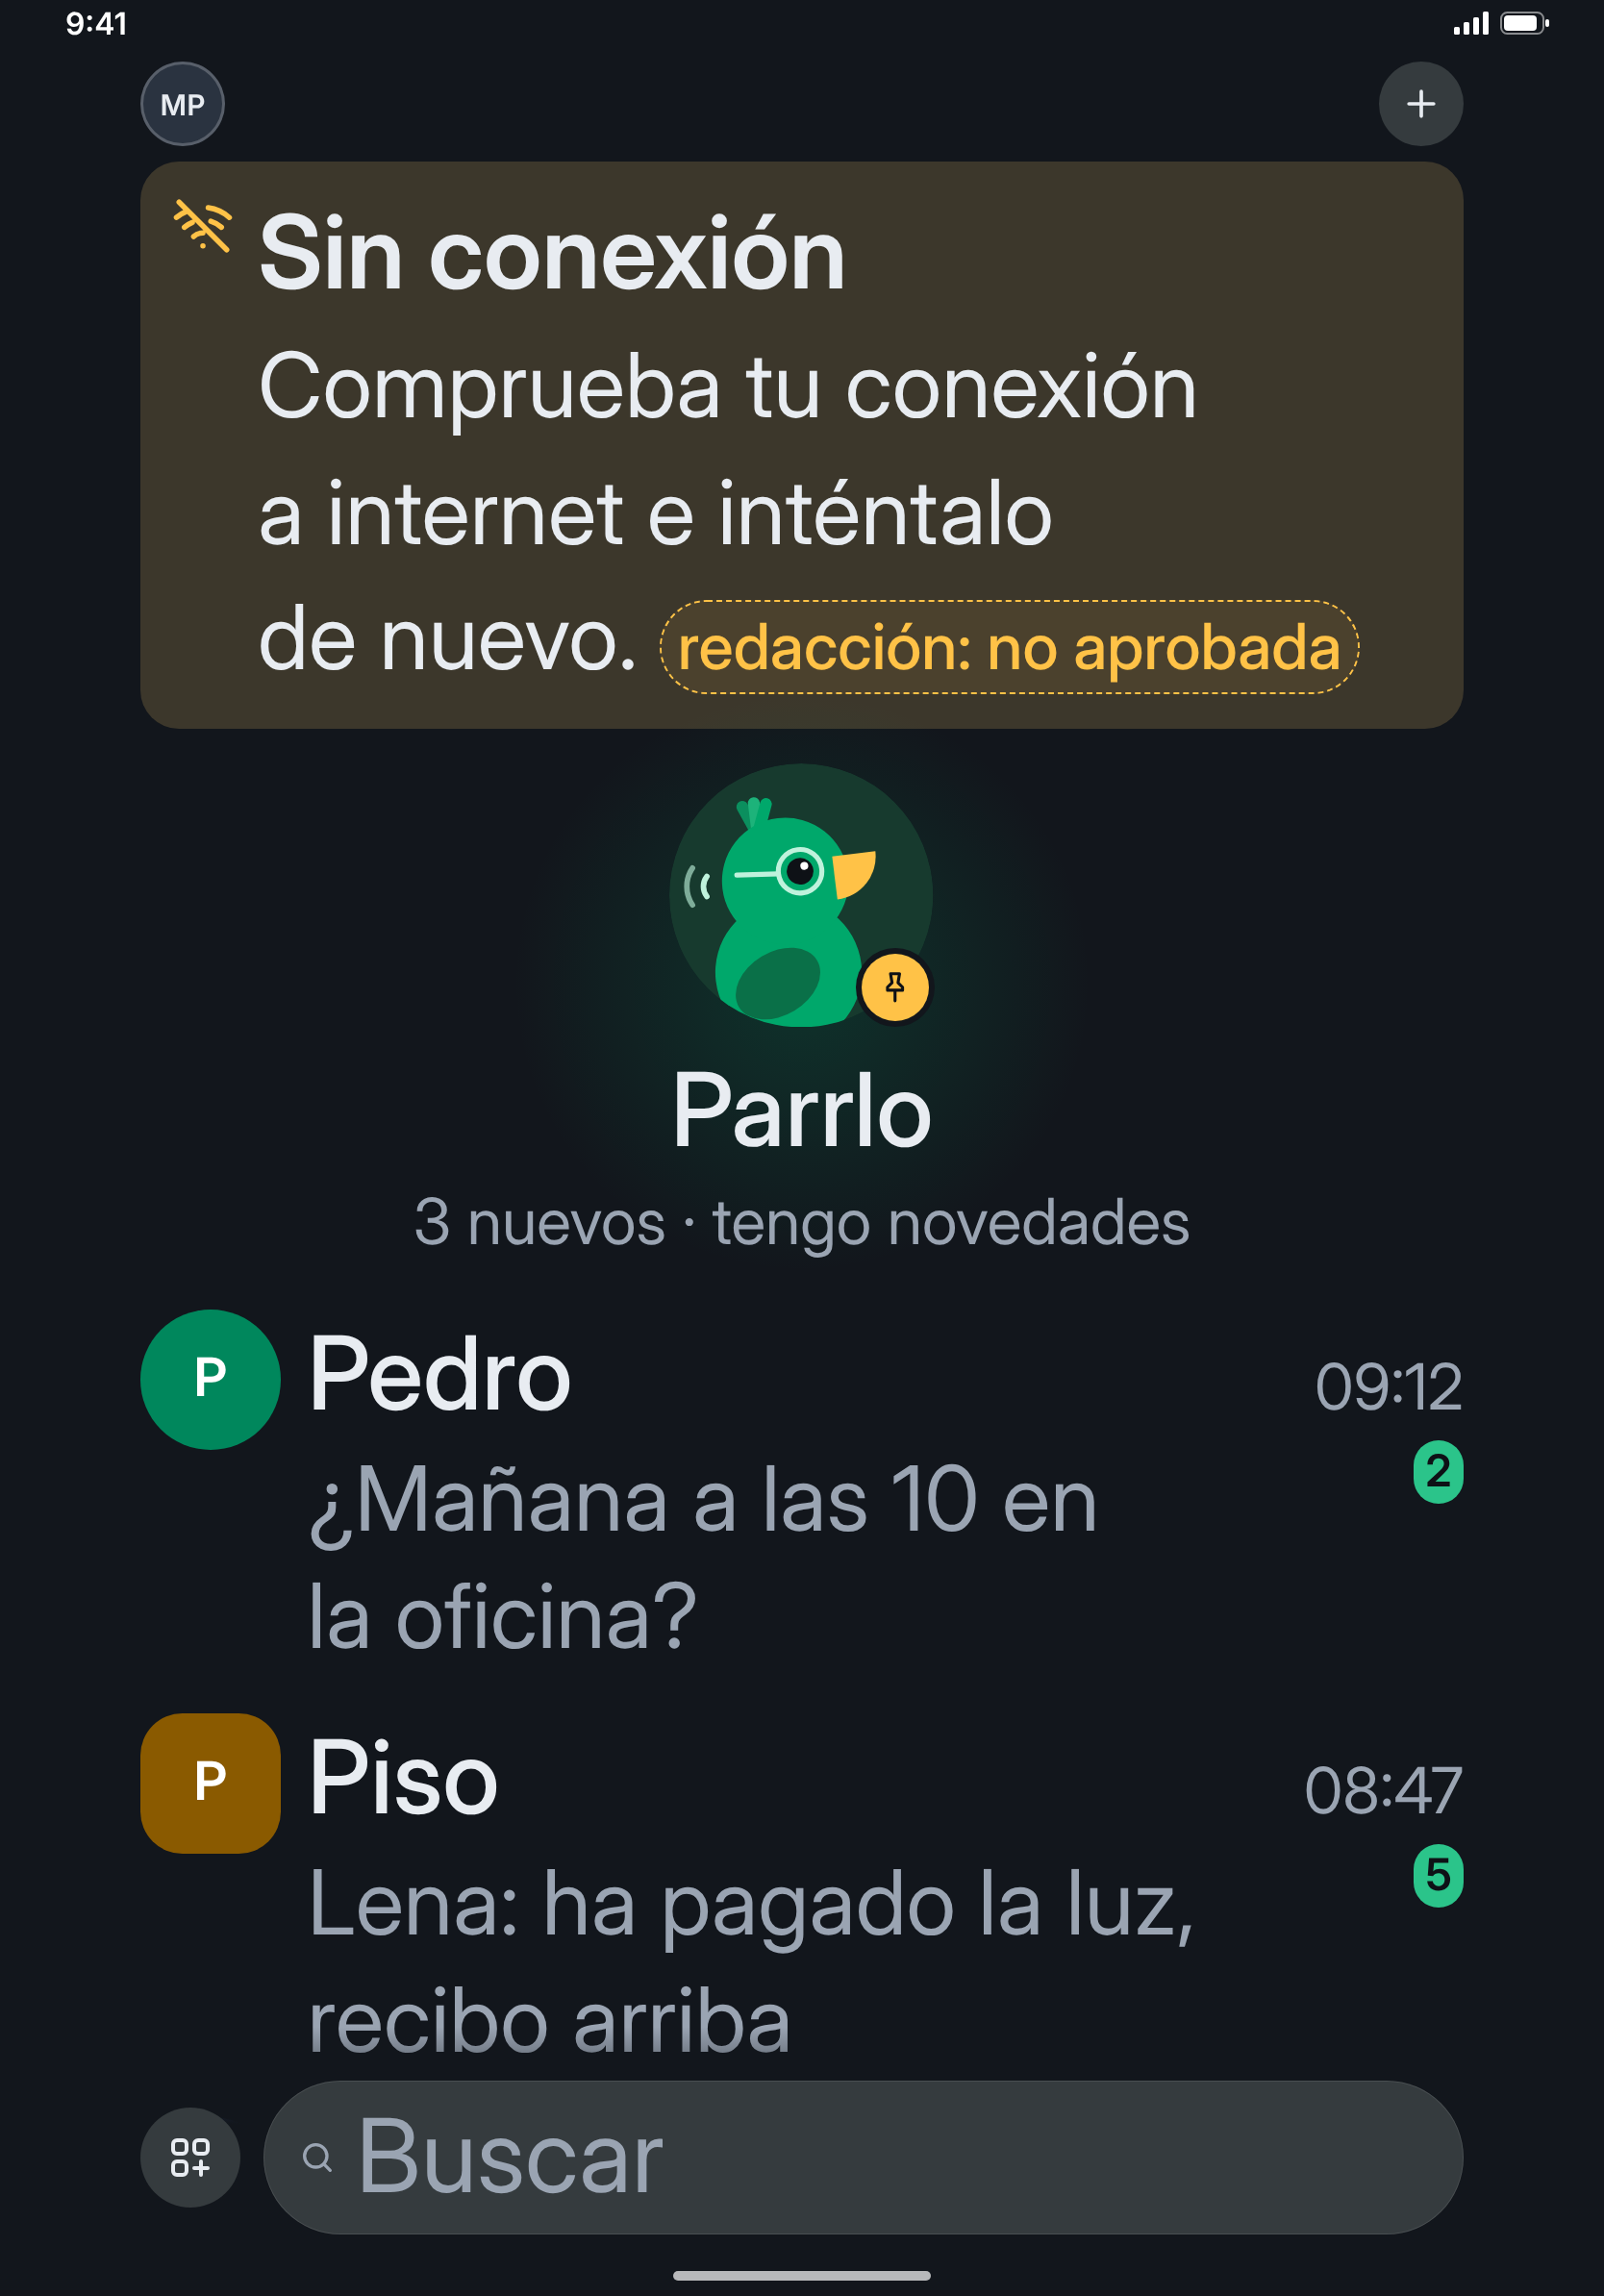 9:41
MP
Sin conexión
Comprueba tu conexión
a internet e inténtalo
de nuevo. redacción: no aprobada
Parrlo
3 nuevos · tengo novedades
P
Pedro
09:12
¿Mañana a las 10 en
2
la oficina?
P
Piso
08:47
Lena: ha pagado la luz,
5
recibo arriba
Buscar